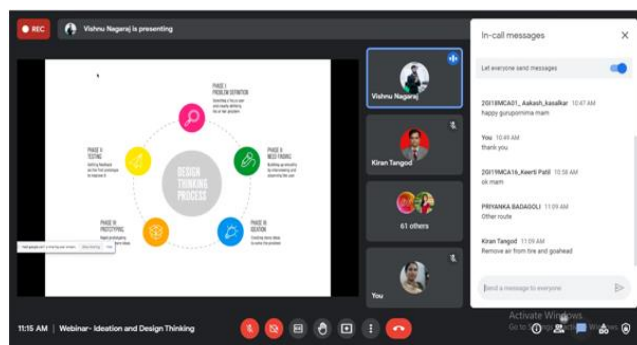 REC
Vishnu Nagaraj is presenting
PHASE I
PROBLEM DEFINITION
PHASE II
NEED FINDING
PHASE III
IDEATION
PHASE IV
PROTOTYPING
PHASE V
TESTING
DESIGN
THINKING
PROCESS
Vishnu Nagaraj
Kiran Tangod
61 others
You
In-call messages
Let everyone send messages
2GI19MCA01_ Aakash_kasalkar 10:47 AM
happy gurupornima mam
You 10:49 AM
thank you
2GI19MCA16_Keerti Patil 10:58 AM
ok mam
PRIYANKA BADAGOLI 11:09 AM
Other route
Kiran Tangod 11:09 AM
Remove air from tire and goahead
Send a message to everyone
Activate Windows
11:15 AM | Webinar- Ideation and Design Thinking